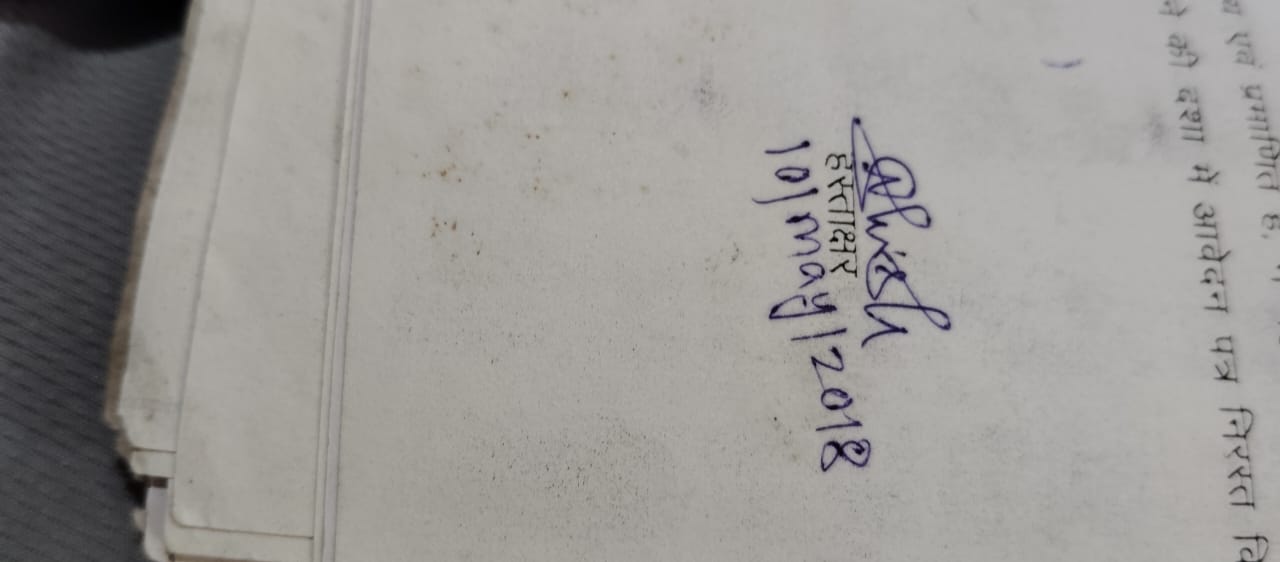 एवं प्रमाणित है,
की दशा में आवेदन पत्र निरस्त
हस्ताक्षर
10/may/2018